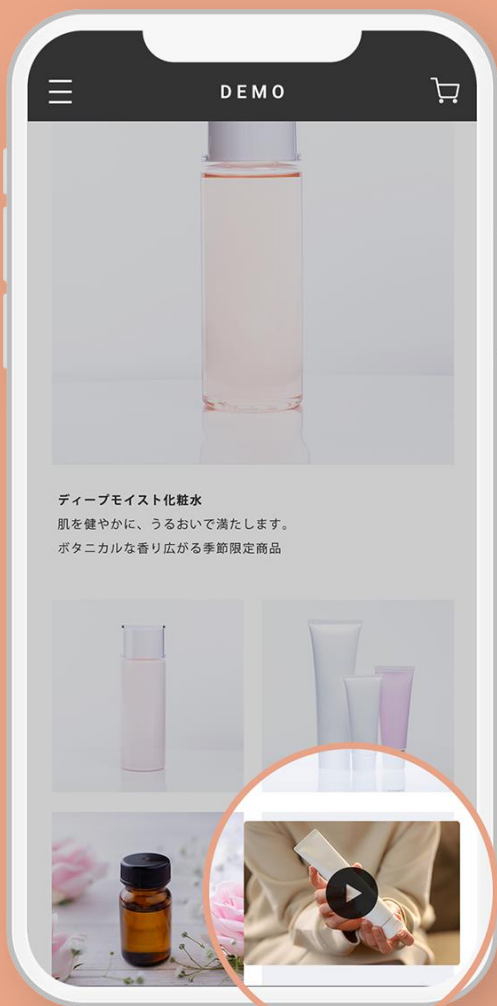 DEMO
ディープモイスト化粧水
肌を健やかに、うるおいで満たします。
ボタニカルな香り広がる季節限定商品